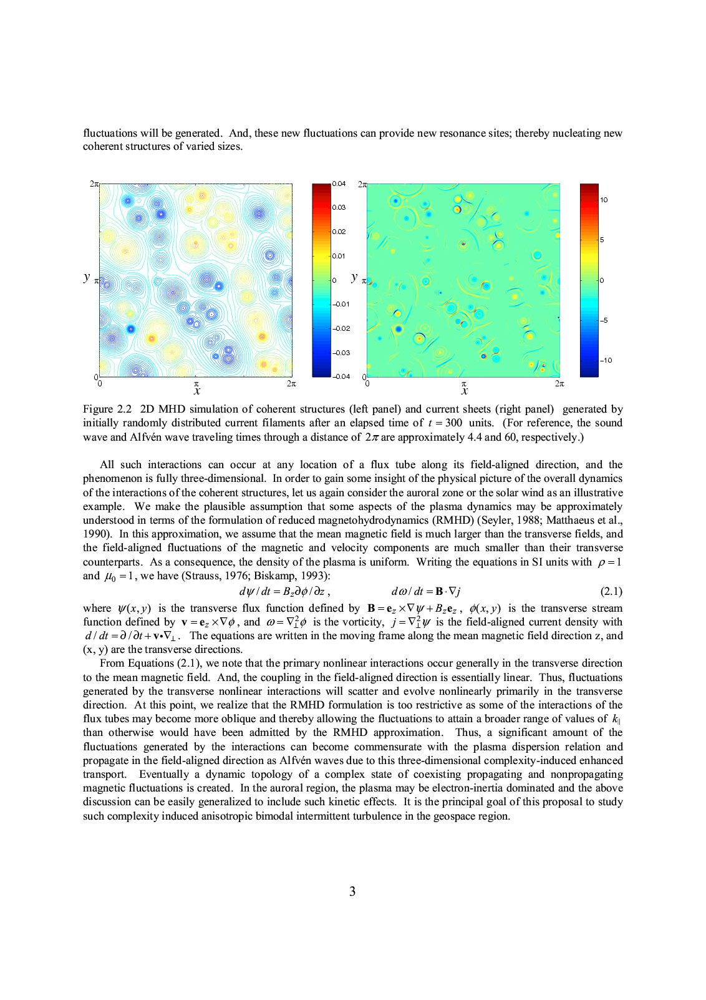 fluctuations will be generated. And, these new fluctuations can provide new resonance sites; thereby nucleating new
coherent structures of varied sizes.
2π
y
π
0
0
π
2π
x
0.04
0.03
0.02
0.01
0
−0.01
−0.02
−0.03
−0.04
2π
y
π
0
0
π
2π
x
10
5
0
−5
−10
Figure 2.2 2D MHD simulation of coherent structures (left panel) and current sheets (right panel) generated by
initially randomly distributed current filaments after an elapsed time of t = 300 units. (For reference, the sound
wave and Alfvén wave traveling times through a distance of 2π are approximately 4.4 and 60, respectively.)
All such interactions can occur at any location of a flux tube along its field-aligned direction, and the
phenomenon is fully three-dimensional. In order to gain some insight of the physical picture of the overall dynamics
of the interactions of the coherent structures, let us again consider the auroral zone or the solar wind as an illustrative
example. We make the plausible assumption that some aspects of the plasma dynamics may be approximately
understood in terms of the formulation of reduced magnetohydrodynamics (RMHD) (Seyler, 1988; Matthaeus et al.,
1990). In this approximation, we assume that the mean magnetic field is much larger than the transverse fields, and
the field-aligned fluctuations of the magnetic and velocity components are much smaller than their transverse
counterparts. As a consequence, the density of the plasma is uniform. Writing the equations in SI units with ρ = 1
and μ₀ = 1, we have (Strauss, 1976; Biskamp, 1993):
dψ / dt = B_z∂ϕ / ∂z , dω / dt = B·∇j (2.1)
where ψ(x, y) is the transverse flux function defined by B = e_z ×∇ψ + B_z e_z , ϕ(x, y) is the transverse stream
function defined by v = e_z ×∇ϕ, and ω = ∇⊥²ϕ is the vorticity, j = ∇⊥²ψ is the field-aligned current density with
d / dt = ∂ / ∂t + v•∇⊥. The equations are written in the moving frame along the mean magnetic field direction z, and
(x, y) are the transverse directions.
From Equations (2.1), we note that the primary nonlinear interactions occur generally in the transverse direction
to the mean magnetic field. And, the coupling in the field-aligned direction is essentially linear. Thus, fluctuations
generated by the transverse nonlinear interactions will scatter and evolve nonlinearly primarily in the transverse
direction. At this point, we realize that the RMHD formulation is too restrictive as some of the interactions of the
flux tubes may become more oblique and thereby allowing the fluctuations to attain a broader range of values of k∥
than otherwise would have been admitted by the RMHD approximation. Thus, a significant amount of the
fluctuations generated by the interactions can become commensurate with the plasma dispersion relation and
propagate in the field-aligned direction as Alfvén waves due to this three-dimensional complexity-induced enhanced
transport. Eventually a dynamic topology of a complex state of coexisting propagating and nonpropagating
magnetic fluctuations is created. In the auroral region, the plasma may be electron-inertia dominated and the above
discussion can be easily generalized to include such kinetic effects. It is the principal goal of this proposal to study
such complexity induced anisotropic bimodal intermittent turbulence in the geospace region.
3